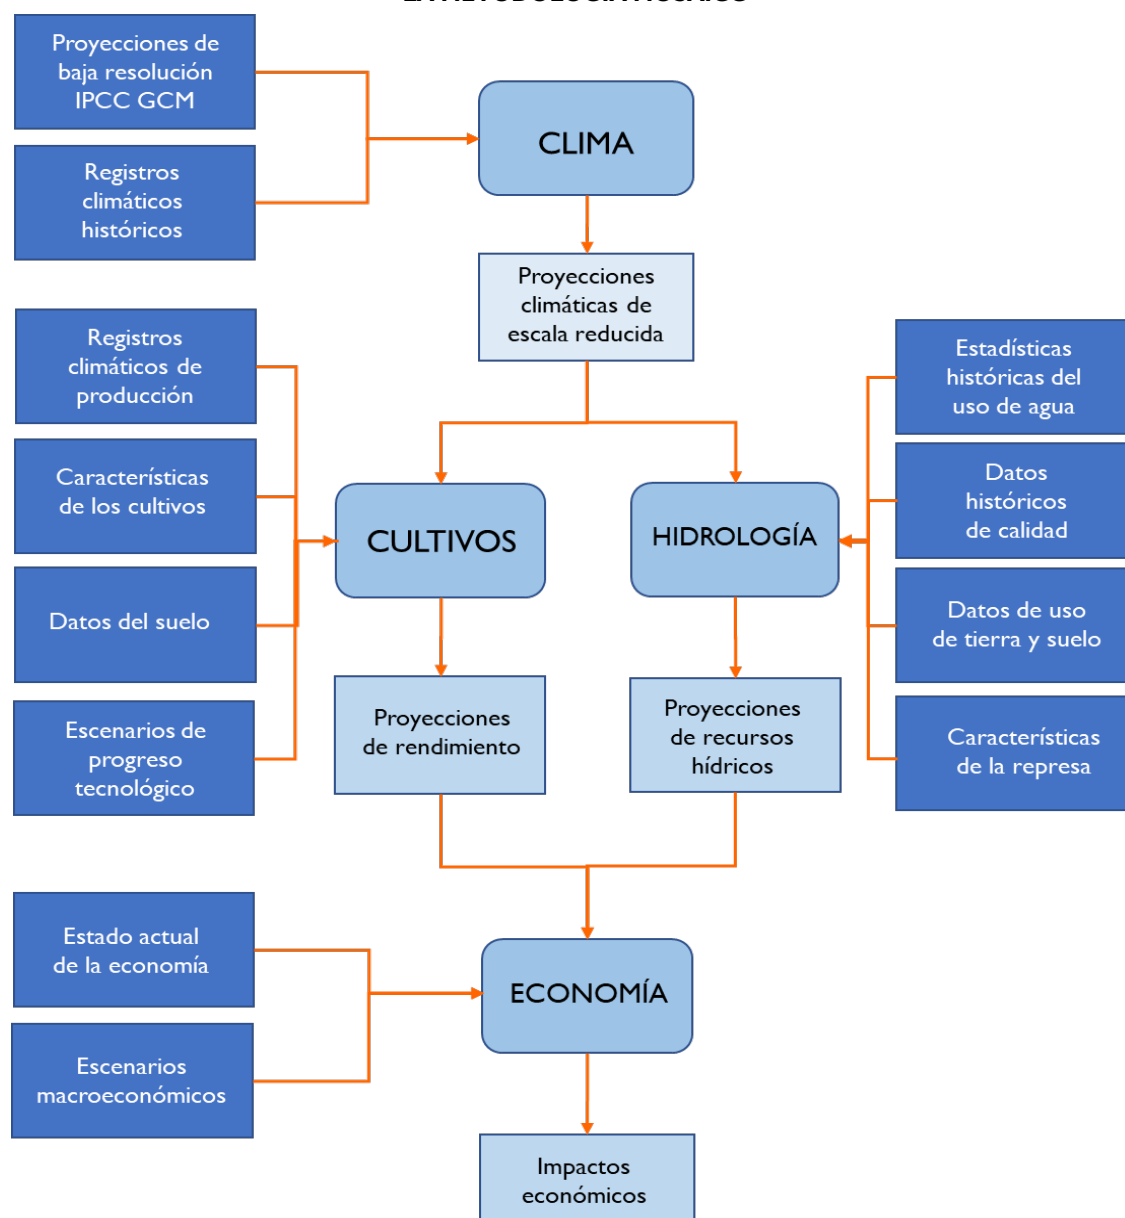 Proyecciones de
baja resolución
IPCC GCM
CLIMA
Registros
climáticos
históricos
Proyecciones
climáticas de
escala reducida
Registros
climáticos de
producción
Estadísticas
históricas del
uso de agua
Características
de los cultivos
Datos
históricos
de calidad
CULTIVOS
HIDROLOGÍA
Datos del suelo
Datos de uso
de tierra y suelo
Escenarios de
progreso
tecnológico
Proyecciones
de rendimiento
Proyecciones
de recursos
hídricos
Características
de la represa
Estado actual
de la economía
ECONOMÍA
Escenarios
macroeconómicos
Impactos
económicos